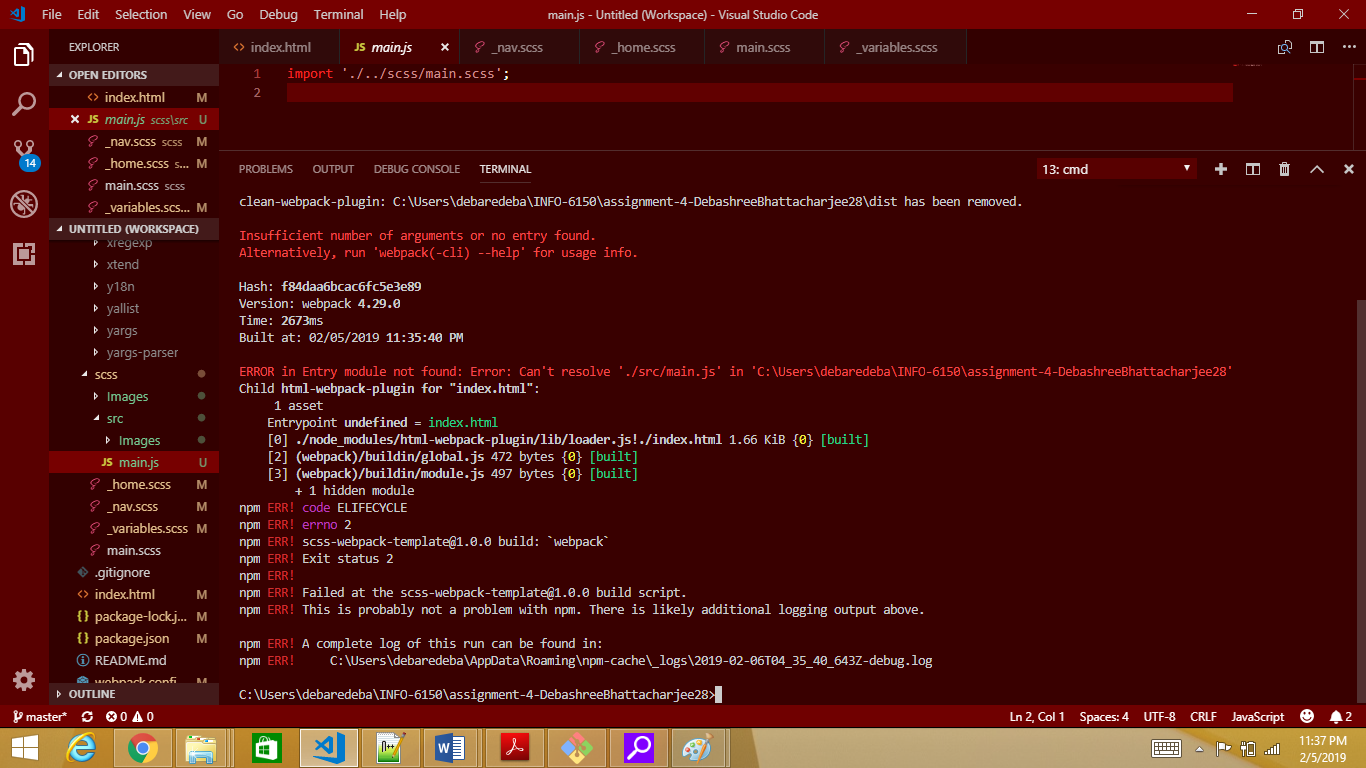 File Edit Selection View Go Debug Terminal Help main.js - Untitled (Workspace) - Visual Studio Code
EXPLORER
OPEN EDITORS
index.html M
main.js scss\src U
_nav.scss scss M
_home.scss s... M
main.scss scss
_variables.scs... M
14
UNTITLED (WORKSPACE)
xregexp
xtend
y18n
yallist
yargs
yargs-parser
scss
Images
src
Images
JS main.js U
_home.scss M
_nav.scss M
_variables.scss M
main.scss
.gitignore
<> index.html M
{} package-lock.j... M
{} package.json M
README.md
webpack.confi... M
OUTLINE
<> index.html JS main.js _nav.scss _home.scss main.scss _variables.scss
1 import './../scss/main.scss';
2
PROBLEMS OUTPUT DEBUG CONSOLE TERMINAL 13: cmd
clean-webpack-plugin: C:\Users\debaredeba\INFO-6150\assignment-4-DebashreeBhattacharjee28\dist has been removed.
Insufficient number of arguments or no entry found.
Alternatively, run 'webpack(-cli) --help' for usage info.
Hash: f84daa6bcac6fc5e3e89
Version: webpack 4.29.0
Time: 2673ms
Built at: 02/05/2019 11:35:40 PM
ERROR in Entry module not found: Error: Can't resolve './src/main.js' in 'C:\Users\debaredeba\INFO-6150\assignment-4-DebashreeBhattacharjee28'
Child html-webpack-plugin for "index.html":
1 asset
Entrypoint undefined = index.html
[0] ./node_modules/html-webpack-plugin/lib/loader.js!./index.html 1.66 KiB {0} [built]
[2] (webpack)/buildin/global.js 472 bytes {0} [built]
[3] (webpack)/buildin/module.js 497 bytes {0} [built]
+ 1 hidden module
npm ERR! code ELIFECYCLE
npm ERR! errno 2
npm ERR! scss-webpack-template@1.0.0 build: `webpack`
npm ERR! Exit status 2
npm ERR!
npm ERR! Failed at the scss-webpack-template@1.0.0 build script.
npm ERR! This is probably not a problem with npm. There is likely additional logging output above.
npm ERR! A complete log of this run can be found in:
npm ERR! C:\Users\debaredeba\AppData\Roaming\npm-cache\_logs\2019-02-06T04_35_40_643Z-debug.log
C:\Users\debaredeba\INFO-6150\assignment-4-DebashreeBhattacharjee28>
master* 0 0 Ln 2, Col 1 Spaces: 4 UTF-8 CRLF JavaScript 2
11:37 PM
2/5/2019